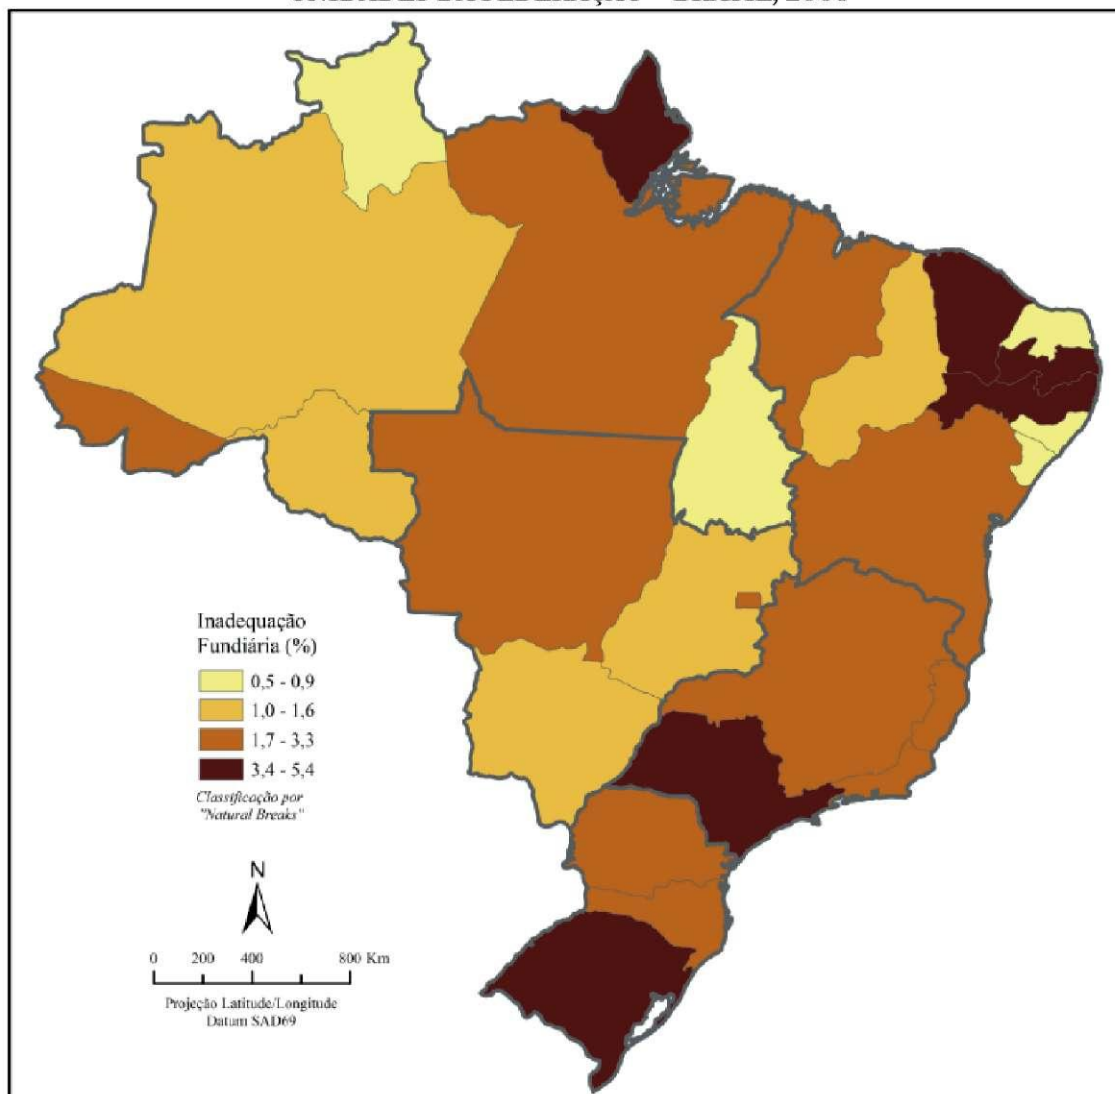 Inadequação
Fundiária (%)
0,5 - 0,9
1,0 - 1,6
1,7 - 3,3
3,4 - 5,4
Classificação por
"Natural Breaks"
N
0 200 400 800 Km
Projeção Latitude/Longitude
Datum SAD69